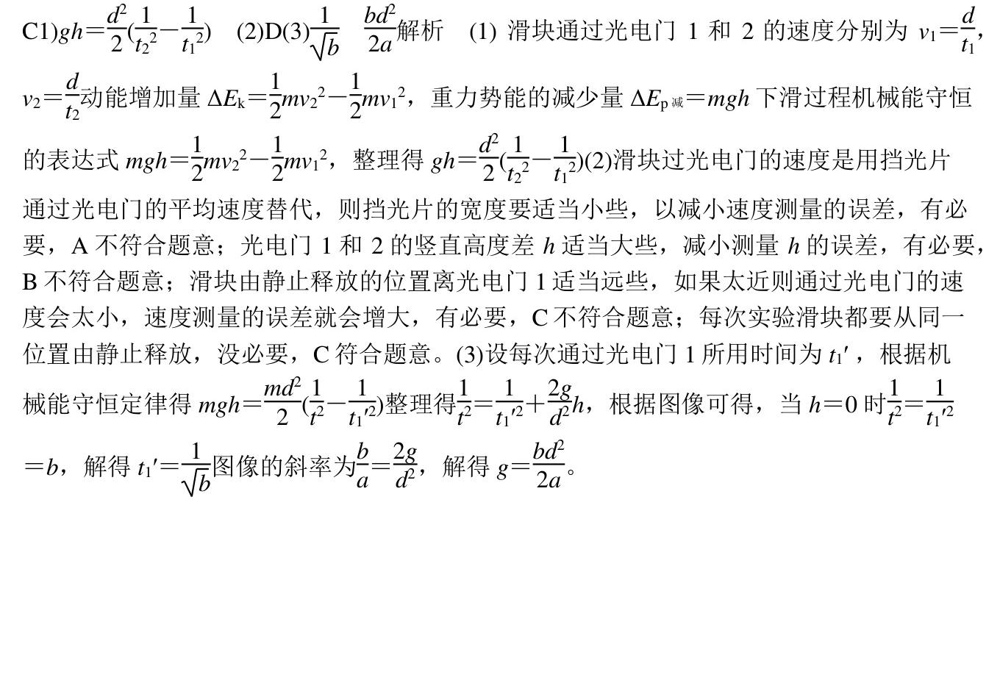 C1)gh=\frac{d^2}{2}(\frac{1}{t_2^2}-\frac{1}{t_1^2}) (2)D(3)\frac{1}{\sqrt{b}} \frac{bd^2}{2a}解析 (1) 滑块通过光电门 1 和 2 的速度分别为 v_1=\frac{d}{t_1},
v_2=\frac{d}{t_2}动能增加量 ΔE_k=\frac{1}{2}mv_2^2-\frac{1}{2}mv_1^2，重力势能的减少量 ΔE_{p减}=mgh 下滑过程机械能守恒
的表达式 mgh=\frac{1}{2}mv_2^2-\frac{1}{2}mv_1^2，整理得 gh=\frac{d^2}{2}(\frac{1}{t_2^2}-\frac{1}{t_1^2})(2)滑块过光电门的速度是用挡光片
通过光电门的平均速度替代，则挡光片的宽度要适当小些，以减小速度测量的误差，有必
要，A 不符合题意；光电门 1 和 2 的竖直高度差 h 适当大些，减小测量 h 的误差，有必要，
B 不符合题意；滑块由静止释放的位置离光电门 1 适当远些，如果太近则通过光电门的速
度会太小，速度测量的误差就会增大，有必要，C 不符合题意；每次实验滑块都要从同一
位置由静止释放，没必要，C 符合题意。(3)设每次通过光电门 1 所用时间为 t_1′，根据机
械能守恒定律得 mgh=\frac{md^2}{2}(\frac{1}{t^2}-\frac{1}{t_1′^2})整理得\frac{1}{t^2}=\frac{1}{t_1′^2}+\frac{2g}{d^2}h，根据图像可得，当 h=0 时\frac{1}{t^2}=\frac{1}{t_1′^2}
=b，解得 t_1′=\frac{1}{\sqrt{b}}图像的斜率为\frac{b}{a}=\frac{2g}{d^2}，解得 g=\frac{bd^2}{2a}。